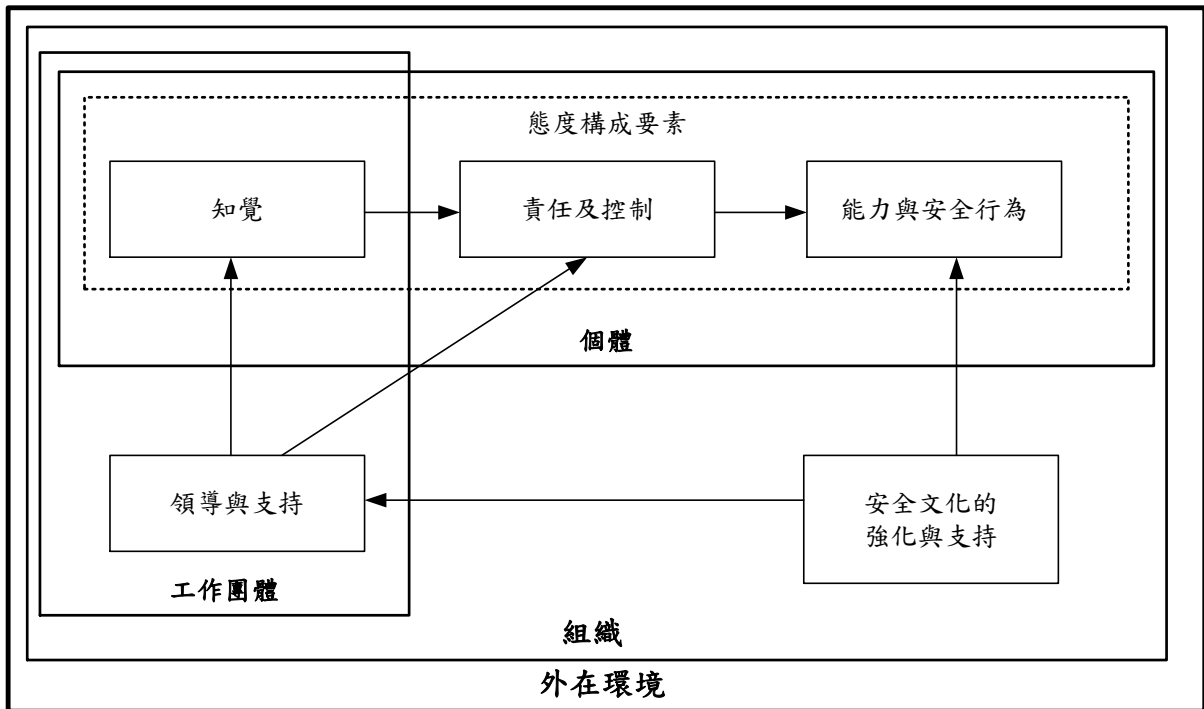 態度構成要素
知覺
責任及控制
能力與安全行為
個體
領導與支持
安全文化的
強化與支持
工作團體
組織
外在環境